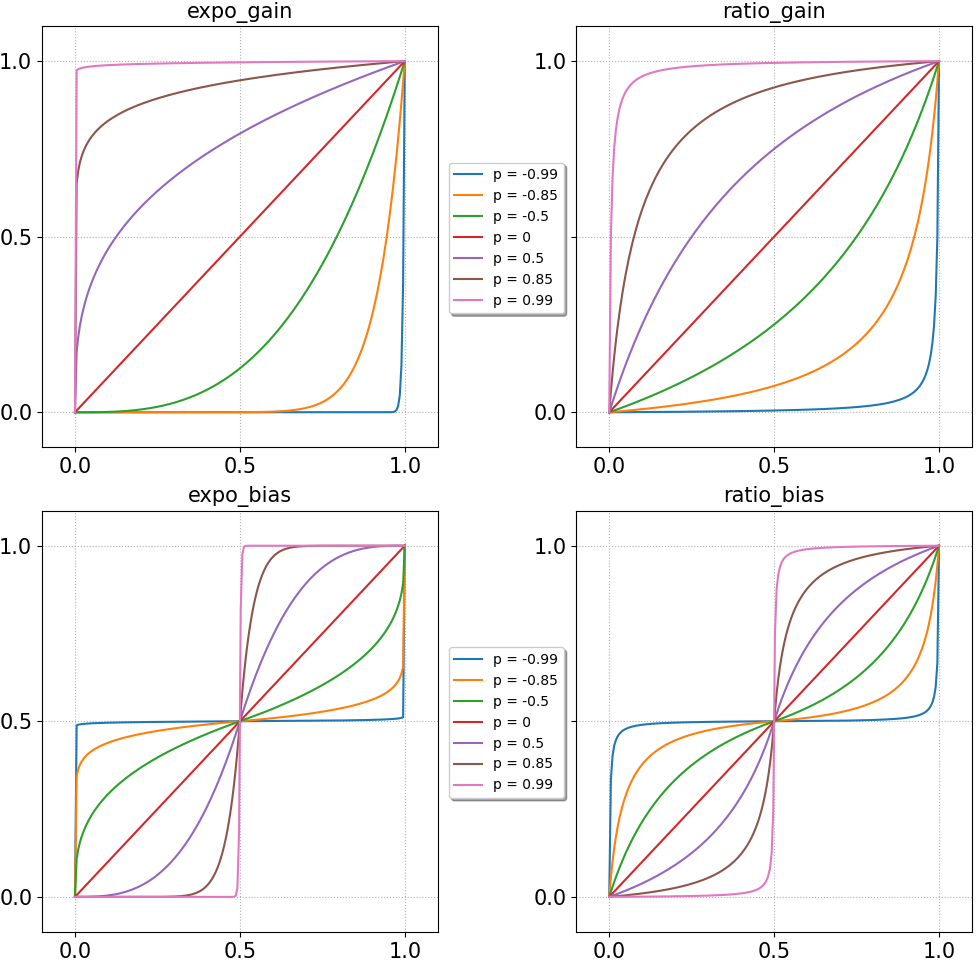 expo_gain
1.0
0.5
0.0
0.0 0.5 1.0
p = -0.99
p = -0.85
p = -0.5
p = 0
p = 0.5
p = 0.85
p = 0.99
ratio_gain
1.0
0.0
0.0 0.5 1.0
expo_bias
1.0
0.5
0.0
0.0 0.5 1.0
p = -0.99
p = -0.85
p = -0.5
p = 0
p = 0.5
p = 0.85
p = 0.99
ratio_bias
1.0
0.0
0.0 0.5 1.0